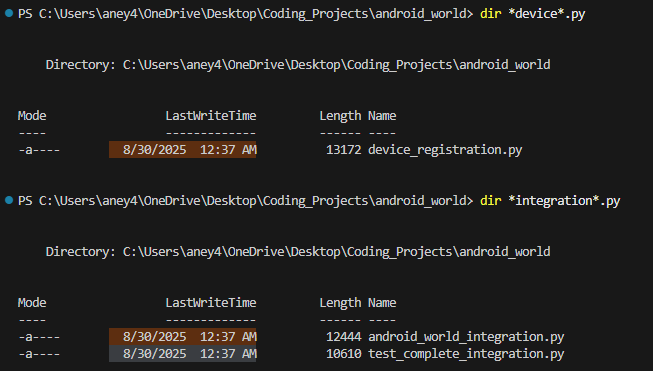 PS C:\Users\aney4\OneDrive\Desktop\Coding_Projects\android_world> dir *device*.py
Directory: C:\Users\aney4\OneDrive\Desktop\Coding_Projects\android_world
Mode LastWriteTime Length Name
---- ------------- ------ ----
-a---- 8/30/2025 12:37 AM 13172 device_registration.py
PS C:\Users\aney4\OneDrive\Desktop\Coding_Projects\android_world> dir *integration*.py
Directory: C:\Users\aney4\OneDrive\Desktop\Coding_Projects\android_world
Mode LastWriteTime Length Name
---- ------------- ------ ----
-a---- 8/30/2025 12:37 AM 12444 android_world_integration.py
-a---- 8/30/2025 12:37 AM 10610 test_complete_integration.py